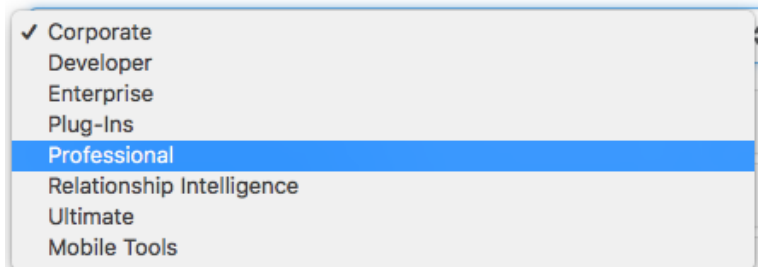 ✓ Corporate
Developer
Enterprise
Plug-Ins
Professional
Relationship Intelligence
Ultimate
Mobile Tools